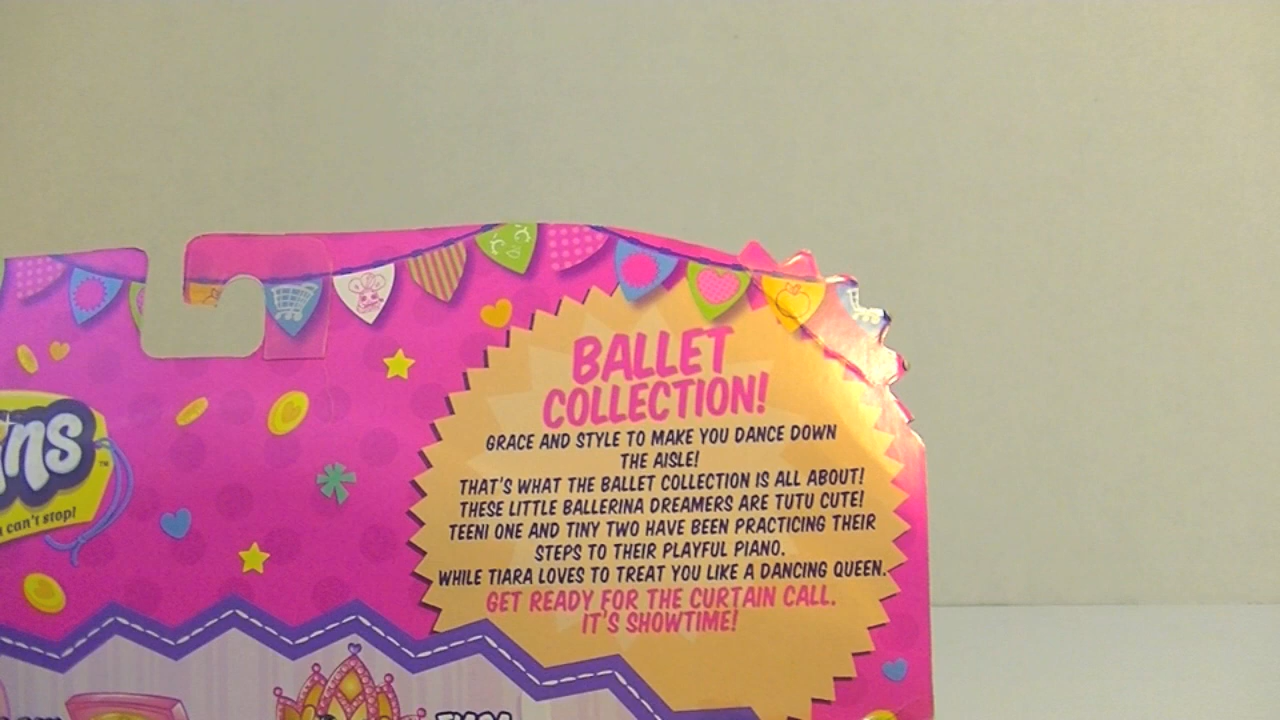 BALLET
COLLECTION!
GRACE AND STYLE TO MAKE YOU DANCE DOWN
THE AISLE!
THAT'S WHAT THE BALLET COLLECTION IS ALL ABOUT!
THESE LITTLE BALLERINA DREAMERS ARE TUTU CUTE!
TEENI ONE AND TINY TWO HAVE BEEN PRACTICING THEIR
STEPS TO THEIR PLAYFUL PIANO.
WHILE TIARA LOVES TO TREAT YOU LIKE A DANCING QUEEN.
GET READY FOR THE CURTAIN CALL.
IT'S SHOWTIME!
ns™
can't stop!